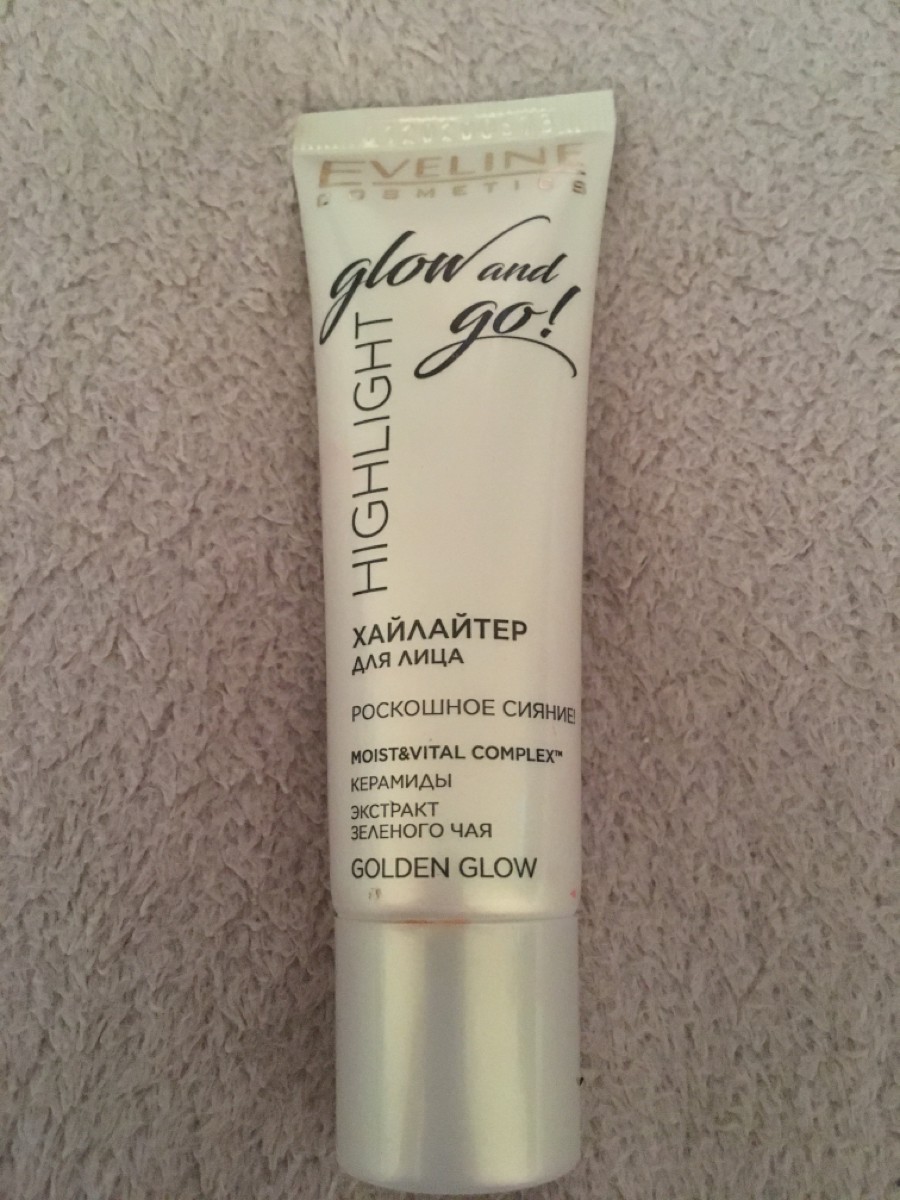 EVELINE
COSMETICS
glow and
go!
HIGHLIGHT
ХАЙЛАЙТЕР
ДЛЯ ЛИЦА
РОСКОШНОЕ СИЯНИЕ!
MOIST&VITAL COMPLEX™
КЕРАМИДЫ
ЭКСТРАКТ
ЗЕЛЕНОГО ЧАЯ
GOLDEN GLOW